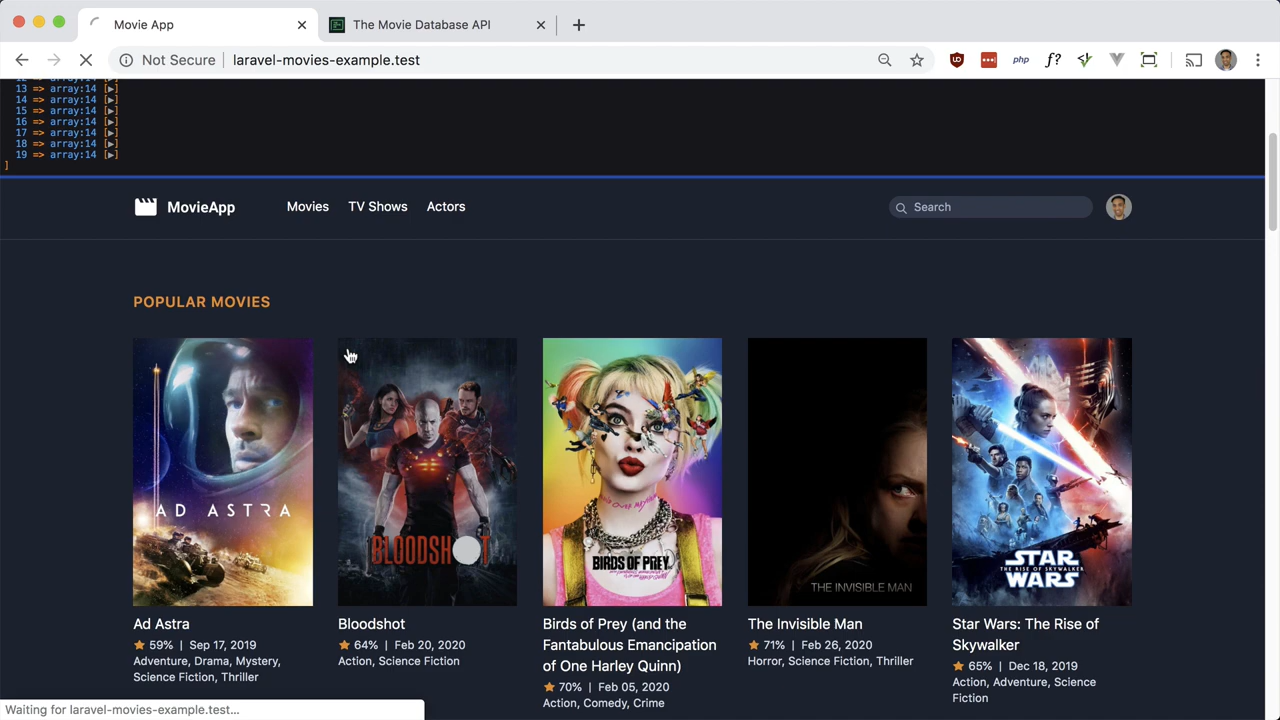 Movie App
The Movie Database API
Not Secure
laravel-movies-example.test
php
f?
13 => array:14 [▶]
14 => array:14 [▶]
15 => array:14 [▶]
16 => array:14 [▶]
17 => array:14 [▶]
18 => array:14 [▶]
19 => array:14 [▶]
]
MovieApp
Movies
TV Shows
Actors
Search
POPULAR MOVIES
AD ASTRA
BLOODSHOT
BIRDS OF PREY
THE INVISIBLE MAN
STAR
THE RISE OF SKYWALKER
WARS
Ad Astra
59% | Sep 17, 2019
Adventure, Drama, Mystery,
Science Fiction, Thriller
Bloodshot
64% | Feb 20, 2020
Action, Science Fiction
Birds of Prey (and the
Fantabulous Emancipation
of One Harley Quinn)
70% | Feb 05, 2020
Action, Comedy, Crime
The Invisible Man
71% | Feb 26, 2020
Horror, Science Fiction, Thriller
Star Wars: The Rise of
Skywalker
65% | Dec 18, 2019
Action, Adventure, Science
Fiction
Waiting for laravel-movies-example.test...